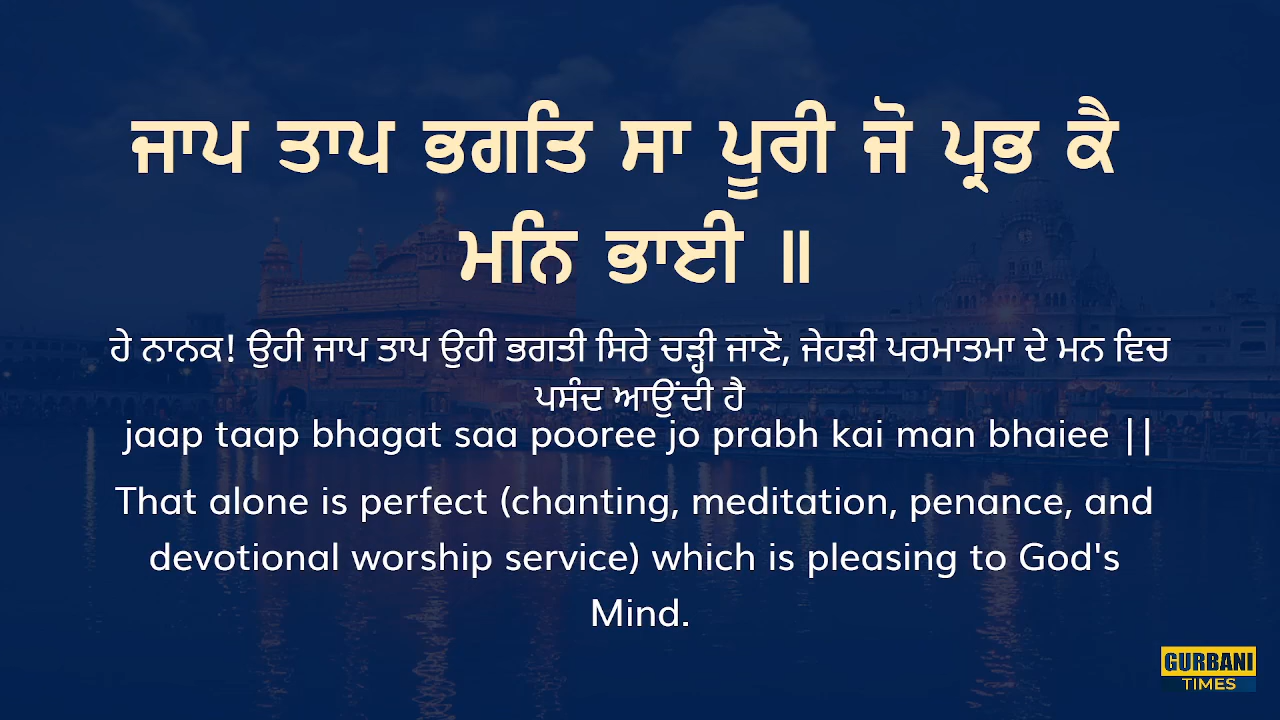 ਜਾਪ ਤਾਪ ਭਗਤਿ ਸਾ ਪੂਰੀ ਜੋ ਪ੍ਰਭ ਕੈ
ਮਨਿ ਭਾਈ ॥
ਹੇ ਨਾਨਕ! ਉਹੀ ਜਾਪ ਤਾਪ ਉਹੀ ਭਗਤੀ ਸਿਰੇ ਚੜ੍ਹੀ ਜਾਣੋ, ਜੇਹੜੀ ਪਰਮਾਤਮਾ ਦੇ ਮਨ ਵਿਚ
ਪਸੰਦ ਆਉਂਦੀ ਹੈ
jaap taap bhagat saa pooree jo prabh kai man bhaiee ||
That alone is perfect (chanting, meditation, penance, and
devotional worship service) which is pleasing to God's
Mind.
GURBANI
TIMES